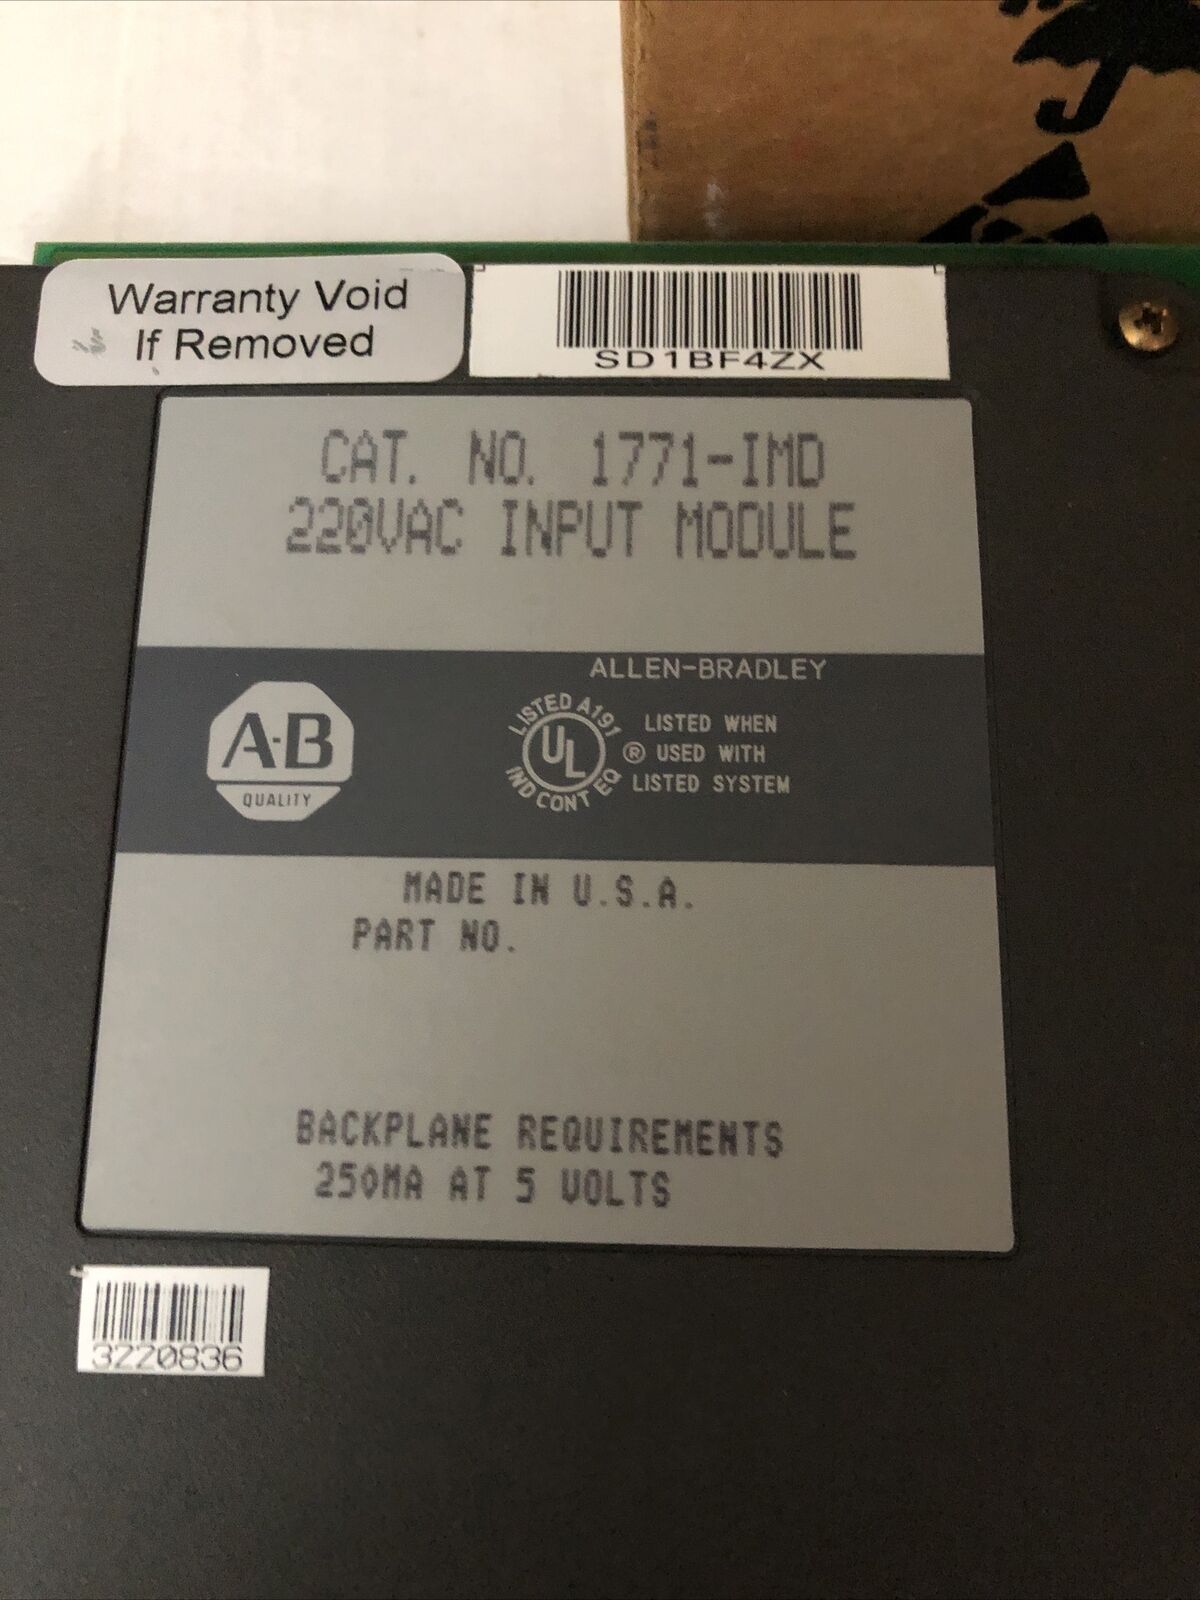 Warranty Void
If Removed
SD1BF4ZX
CAT. NO. 1771-IMD
220VAC INPUT MODULE
ALLEN-BRADLEY
A-B
QUALITY
LISTED A191
UL
IND CONT EQ
®
LISTED WHEN
USED WITH
LISTED SYSTEM
MADE IN U.S.A.
PART NO.
BACKPLANE REQUIREMENTS
250MA AT 5 VOLTS
3ZZ0836